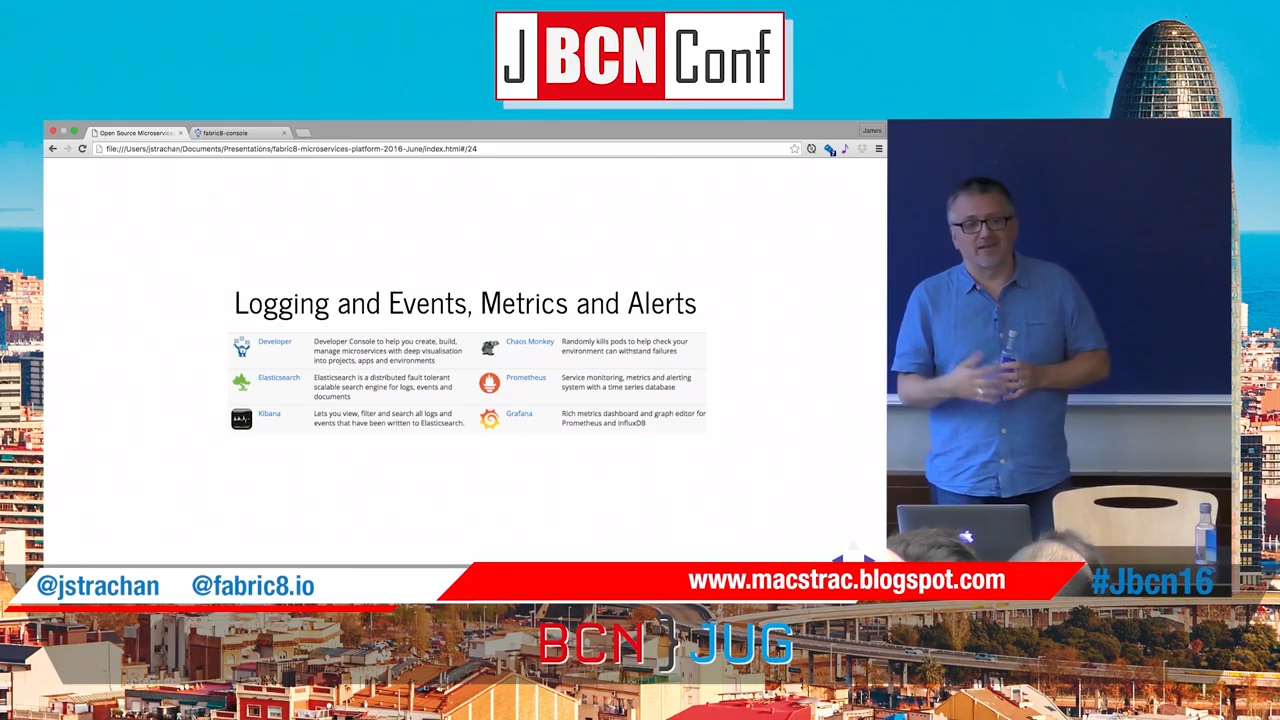 J BCN Conf
Open Source Microservices
fabric8-console
James
file:///Users/jstrachan/Documents/Presentations/fabric8-microservices-platform-2016-June/index.html#/24
Logging and Events, Metrics and Alerts
Developer
Developer Console to help you create, build,
manage microservices with deep visualisation
into projects, apps and environments
Chaos Monkey
Randomly kills pods to help check your
environment can withstand failures
Elasticsearch
Elasticsearch is a distributed fault tolerant
scalable search engine for logs, events and
documents
Prometheus
Service monitoring, metrics and alerting
system with a time series database
Kibana
Lets you view, filter and search all logs and
events that have been written to Elasticsearch.
Grafana
Rich metrics dashboard and graph editor for
Prometheus and InfluxDB
@jstrachan @fabric8.io
www.macstrac.blogspot.com
#Jbcn16
BCN } JUG